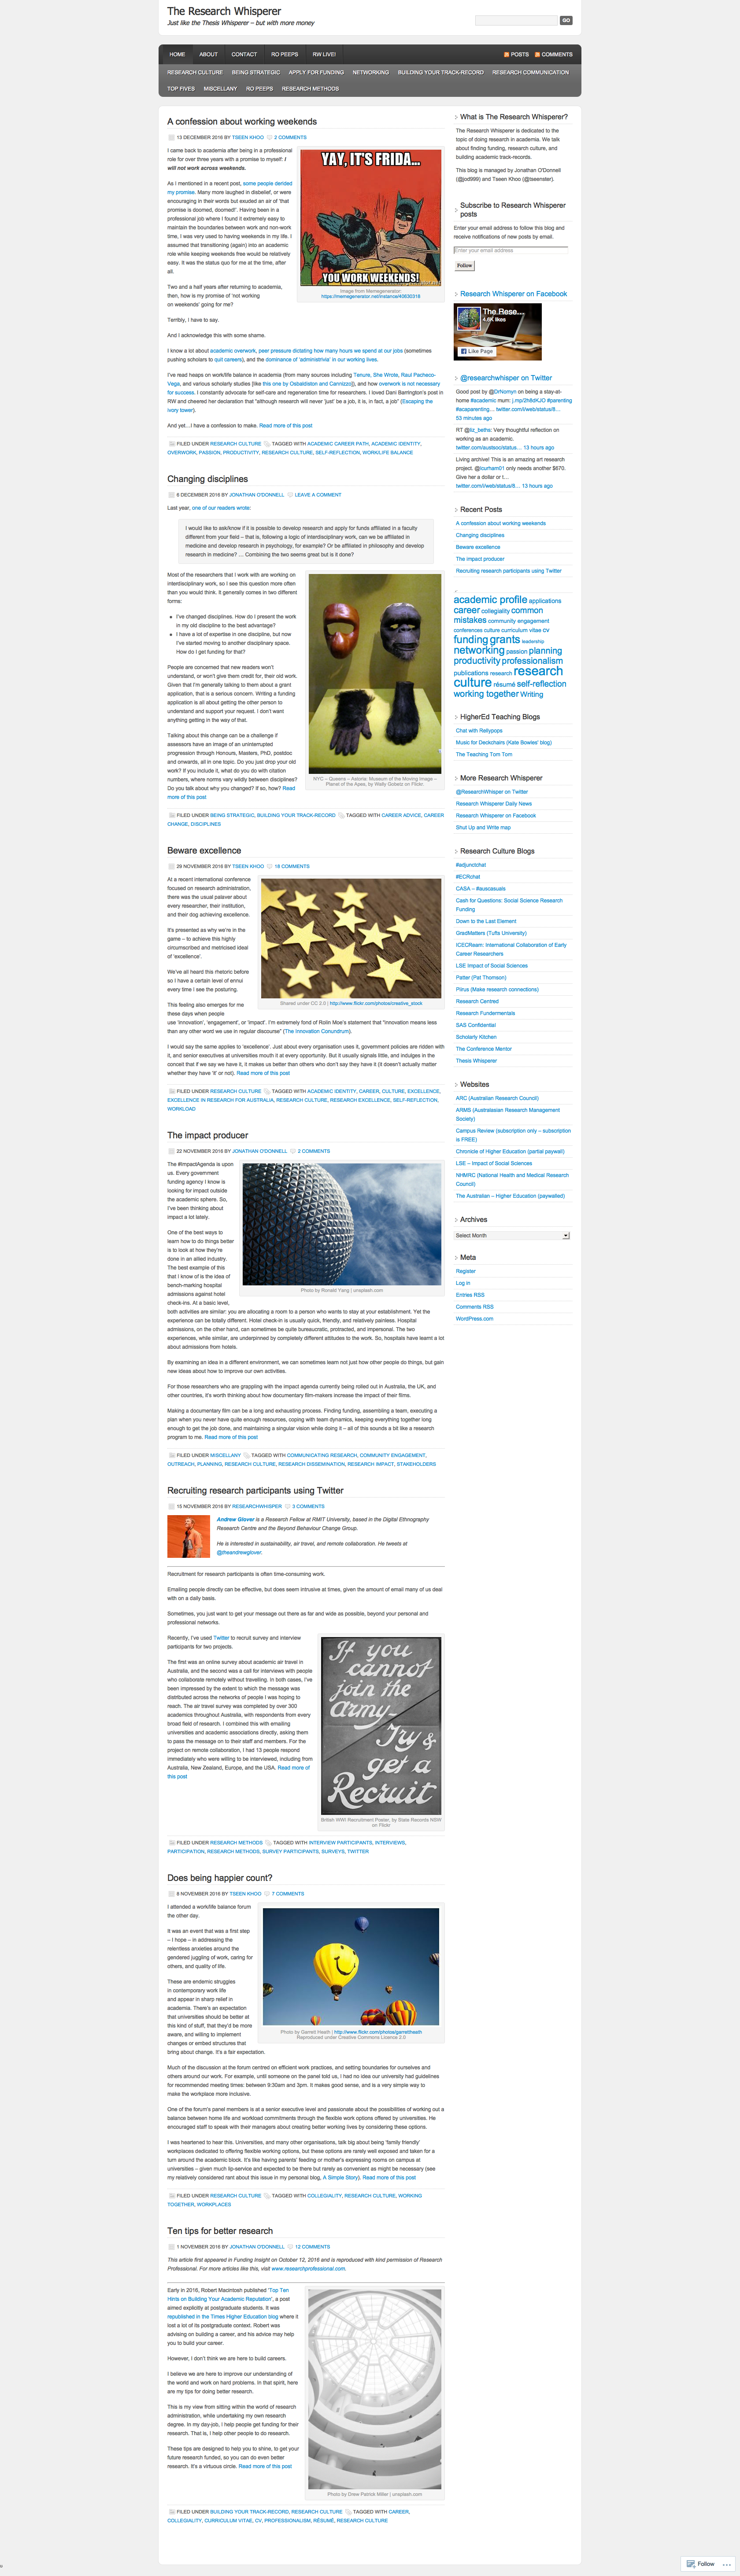 The Research Whisperer
Just like the Thesis Whisperer – but with more money
GO
HOME ABOUT CONTACT RO PEEPS RW LIVE! POSTS COMMENTS
RESEARCH CULTURE BEING STRATEGIC APPLY FOR FUNDING NETWORKING BUILDING YOUR TRACK-RECORD RESEARCH COMMUNICATION
TOP FIVES MISCELLANY RO PEEPS RESEARCH METHODS
A confession about working weekends
13 DECEMBER 2016 BY TSEEN KHOO 2 COMMENTS
I came back to academia after being in a professional
role for over three years with a promise to myself: I
will not work across weekends.
As I mentioned in a recent post, some people derided
my promise. Many more laughed in disbelief, or were
encouraging in their words but exuded an air of 'that
promise is doomed, doomed!'. Having been in a
professional job where I found it extremely easy to
maintain the boundaries between work and non-work
time, I was very used to having weekends in my life. I
assumed that transitioning (again) into an academic
role while keeping weekends free would be relatively
easy. It was the status quo for me at the time, after
all.
Two and a half years after returning to academia,
then, how is my promise of 'not working
on weekends' going for me?
Terribly, I have to say.
And I acknowledge this with some shame.
YAY, IT'S FRIDA...
YOU WORK WEEKENDS!
Image from Memegenerator:
https://memegenerator.net/instance/40830318
I know a lot about academic overwork, peer pressure dictating how many hours we spend at our jobs (sometimes
pushing scholars to quit careers), and the dominance of 'administrivia' in our working lives.
I've read heaps on work/life balance in academia (from many sources including Tenure, She Wrote, Raul Pacheco-
Vega, and various scholarly studies [like this one by Osbaldiston and Cannizzo]), and how overwork is not necessary
for success. I constantly advocate for self-care and regeneration time for researchers. I loved Dani Barrington's post in
RW and cheered her declaration that "although research will never 'just' be a job, it is, in fact, a job" (Escaping the
ivory tower).
And yet…I have a confession to make. Read more of this post
FILED UNDER RESEARCH CULTURE TAGGED WITH ACADEMIC CAREER PATH, ACADEMIC IDENTITY,
OVERWORK, PASSION, PRODUCTIVITY, RESEARCH CULTURE, SELF-REFLECTION, WORK/LIFE BALANCE
Changing disciplines
6 DECEMBER 2016 BY JONATHAN O'DONNELL LEAVE A COMMENT
Last year, one of our readers wrote:
I would like to askknow if it is possible to develop research and apply for funds affiliated in a faculty
different from your field – that is, following a logic of interdisciplinary work, can we be affiliated in
medicine and develop research in psychology, for example? Or be affiliated in philosophy and develop
research in medicine? … Combining the two seems great but is it done?
Most of the researchers that I work with are working on
interdisciplinary work, so I see this question more often
than you would think. It generally comes in two different
forms:
I've changed disciplines. How do I present the work
in my old discipline to the best advantage?
I have a lot of expertise in one discipline, but now
I've started moving to another disciplinary space.
How do I get funding for that?
People are concerned that new readers won't
understand, or won't give them credit for, their old work.
Given that I'm generally talking to them about a grant
application, that is a serious concern. Writing a funding
application is all about getting the other person to
understand and support your request. I don't want
anything getting in the way of that.
Talking about this change can be a challenge if
assessors have an image of an uninterrupted
progression through Honours, Masters, PhD, postdoc
and onwards, all in one topic. Do you just drop your old
work? If you include it, what do you do with citation
numbers, where norms vary wildly between disciplines?
Do you talk about why you changed? If so, how? Read
more of this post
NYC – Queens – Astoria: Museum of the Moving Image –
Planet of the Apes, by Wally Gobetz on Flickr.
FILED UNDER BEING STRATEGIC, BUILDING YOUR TRACK-RECORD TAGGED WITH CAREER ADVICE, CAREER
CHANGE, DISCIPLINES
Beware excellence
29 NOVEMBER 2016 BY TSEEN KHOO 18 COMMENTS
At a recent international conference
focused on research administration,
there was the usual palaver about
every researcher, their institution,
and their dog achieving excellence.
It's presented as why we're in the
game – to achieve this highly
circumscribed and metricised ideal
of 'excellence'.
We've all heard this rhetoric before
so I have a certain level of ennui
every time I see the posturing.
This feeling also emerges for me
these days when people
use 'innovation', 'engagement', or 'impact'. I'm extremely fond of Rolin Moe's statement that "innovation means less
than any other word we use in regular discourse" (The Innovation Conundrum).
Shared under CC 2.0 | http://www.flickr.com/photos/creative_stock
I would say the same applies to 'excellence'. Just about every organisation uses it, government policies are ridden with
it, and senior executives at all universities mouth it at every opportunity. But it usually signals little, and indulges in the
conceit that if we say we have it, it makes us better than others who don't say they have it (it doesn't actually matter
whether they have 'it' or not). Read more of this post
FILED UNDER RESEARCH CULTURE TAGGED WITH ACADEMIC IDENTITY, CAREER, CULTURE, EXCELLENCE,
EXCELLENCE IN RESEARCH FOR AUSTRALIA, RESEARCH CULTURE, RESEARCH EXCELLENCE, SELF-REFLECTION,
WORKLOAD
The impact producer
22 NOVEMBER 2016 BY JONATHAN O'DONNELL 2 COMMENTS
The #ImpactAgenda is upon
us. Every government
funding agency I know is
looking for impact outside
the academic sphere. So,
I've been thinking about
impact a lot lately.
One of the best ways to
learn how to do things better
is to look at how they're
done in an allied industry.
The best example of this
that I know of is the idea of
bench-marking hospital
admissions against hotel
check-ins. At a basic level,
both activities are similar: you are allocating a room to a person who wants to stay at your establishment. Yet the
experience can be totally different. Hotel check-in is usually quick, friendly, and relatively painless. Hospital
admissions, on the other hand, can sometimes be quite bureaucratic, protracted, and impersonal. The two
experiences, while similar, are underpinned by completely different attitudes to the work. So, hospitals have learnt a lot
about admissions from hotels.
Photo by Ronald Yang | unsplash.com
By examining an idea in a different environment, we can sometimes learn not just how other people do things, but gain
new ideas about how to improve our own activities.
For those researchers who are grappling with the impact agenda currently being rolled out in Australia, the UK, and
other countries, it's worth thinking about how documentary film-makers increase the impact of their films.
Making a documentary film can be a long and exhausting process. Finding funding, assembling a team, executing a
plan when you never have quite enough resources, coping with team dynamics, keeping everything together long
enough to get the job done, and maintaining a singular vision while doing it – all of this sounds a bit like a research
program to me. Read more of this post
FILED UNDER MISCELLANY TAGGED WITH COMMUNICATING RESEARCH, COMMUNITY ENGAGEMENT,
OUTREACH, PLANNING, RESEARCH CULTURE, RESEARCH DISSEMINATION, RESEARCH IMPACT, STAKEHOLDERS
Recruiting research participants using Twitter
15 NOVEMBER 2016 BY RESEARCHWHISPER 3 COMMENTS
Andrew Glover is a Research Fellow at RMIT University, based in the Digital Ethnography
Research Centre and the Beyond Behaviour Change Group.
He is interested in sustainability, air travel, and remote collaboration. He tweets at
@theandrewglover.
Recruitment for research participants is often time-consuming work.
Emailing people directly can be effective, but does seem intrusive at times, given the amount of email many of deal
with on a daily basis.
Sometimes, you just want to get your message out there as far and wide as possible, beyond your personal and
professional networks.
Recently, I've used Twitter to recruit survey and interview
participants for two projects.
The first was an online survey about academic air travel in
Australia, and the second a call for interviews with people
who collaborate remotely without travelling. In both cases, I've
been impressed by the extent to which the message was
distributed across the networks of people I was hoping to
reach. The air travel survey was completed by over 300
academics throughout Australia, with respondents from every
broad field of research. I combined this with emailing
universities and academic associations directly, asking them
to pass the message on to their staff and members. For the
project on remote collaboration, I had 13 people respond
immediately who were willing to be interviewed, including from
Australia, New Zealand, Europe, and the USA. Read more of
this post
If you
cannot
join the
army-
Try &
get a
Recruit
British WWI Recruitment Poster, by State Records NSW
on Flickr
FILED UNDER RESEARCH METHODS TAGGED WITH INTERVIEW PARTICIPANTS, INTERVIEWS,
PARTICIPATION, RESEARCH METHODS, SURVEY PARTICIPANTS, SURVEYS, TWITTER
Does being happier count?
8 NOVEMBER 2016 BY TSEEN KHOO 7 COMMENTS
I attended a work/life balance forum
the other day.
It was an event that was a first step
– I hope – in addressing the
relentless anxieties around the
gendered juggling of work, caring for
others, and quality of life.
These are endemic struggles
in contemporary work life
and appear in sharp relief in
academia. There's an expectation
that universities should be better at
this kind of stuff, that they'd be more
aware, and willing to implement
changes or embed structures that
bring about change. It's a fair expectation.
Photo by Garrett Heath | http://www.flickr.com/photos/garrettheath
Reproduced under Creative Commons Licence 2.0
Much of the discussion at the forum centred on efficient work practices, and setting boundaries for ourselves and
others around our work. For example, until someone on the panel told us, I had no idea our university had guidelines
for recommended meeting times: between 9:30am and 3pm. It makes good sense, and is a very simple way to
make the workplace more inclusive.
One of the forum's panel members is at a senior executive level and passionate about the possibilities of working out a
balance between home life and workload commitments through the flexible work options offered by universities. He
encouraged staff to speak with their managers about creating better working lives by considering these options.
I was heartened to hear this. Universities, and many other organisations, talk big about being 'family friendly'
workplaces dedicated to offering flexible working options, but these options are rarely well exposed and taken for a
turn around the academic block. It's like having parents' feeding or mother's expressing rooms on campus at
universities – given much lip-service and expected to be there but rarely as convenient as might be necessary (see
my relatively considered rant about this issue in my personal blog, A Simple Story). Read more of this post
FILED UNDER RESEARCH CULTURE TAGGED WITH COLLEGIALITY, RESEARCH CULTURE, WORKING
TOGETHER, WORKPLACES
Ten tips for better research
1 NOVEMBER 2016 BY JONATHAN O'DONNELL 12 COMMENTS
This article first appeared in Funding Insight on October 12, 2016 and is reproduced with kind permission of Research
Professional. For more articles like this, visit www.researchprofessional.com.
Early in 2016, Robert MacIntosh published 'Top Ten
Hints on Building Your Academic Reputation', a post
aimed explicitly at postgraduate students. It was
republished in the Times Higher Education blog where it
lost a lot of its postgraduate context. Robert was
advising on building a career, and his advice may help
you to build your career.
However, I don't think we are here to build careers.
I believe we are here to improve our understanding of
the world and work on hard problems. In that spirit, here
are my tips for doing better research.
This is my view from sitting within the world of research
administration, while undertaking my own research
degree. In my day-job, I help people get funding for their
research. That is, I help other people to do research.
These tips are designed to help you to shine, to get your
future research funded, so you can do even better
research. It's a virtuous circle. Read more of this post
Photo by Drew Patrick Miller | unsplash.com
FILED UNDER BUILDING YOUR TRACK-RECORD, RESEARCH CULTURE TAGGED WITH CAREER,
COLLEGIALITY, CURRICULUM VITAE, CV, PROFESSIONALISM, RÉSUMÉ, RESEARCH CULTURE
What is The Research Whisperer?
The Research Whisperer is dedicated to the
topic of doing research in academia. We talk
about finding funding, research culture, and
building academic track-records.
This blog is managed by Jonathan O'Donnell
(@jod999) and Tseen Khoo (@tseenster).
Subscribe to Research Whisperer
posts
Enter your email address to follow this blog and
receive notifications of new posts by email.
Enter your email address
Follow
Research Whisperer on Facebook
The Rese...
4.6K likes
Like Page
@researchwhisper on Twitter
Good post by @DrNomyn on being a stay-at-
home #academic mum: j.mp/2h8dKJO #parenting
#acaparenting… twitter.com/i/web/status/8…
53 minutes ago
RT @liz_beths: Very thoughtful reflection on
working as an academic.
twitter.com/austsoc/status… 13 hours ago
Living archive! This is an amazing art research
project. @lcurham01 only needs another $670.
Give her a dollar or t…
twitter.com/i/web/status/8… 13 hours ago
Recent Posts
A confession about working weekends
Changing disciplines
Beware excellence
The impact producer
Recruiting research participants using Twitter
academic profile applications
career collegiality common
mistakes community engagement
conferences culture curriculum vitae cv
funding grants leadership
networking passion planning
productivity professionalism
publications research research
culture résumé self-reflection
working together Writing
HigherEd Teaching Blogs
Chat with Rellypops
Music for Deckchairs (Kate Bowles' blog)
The Teaching Tom Tom
More Research Whisperer
@ResearchWhisper on Twitter
Research Whisperer Daily News
Research Whisperer on Facebook
Shut Up and Write map
Research Culture Blogs
#adjunctchat
#ECRchat
CASA – #auscasuals
Cash for Questions: Social Science Research
Funding
Down to the Last Element
GradMatters (Tufts University)
ICECReam: International Collaboration of Early
Career Researchers
LSE Impact of Social Sciences
Patter (Pat Thomson)
Piirus (Make research connections)
Research Centred
Research Fundermentals
SAS Confidential
Scholarly Kitchen
The Conference Mentor
Thesis Whisperer
Websites
ARC (Australian Research Council)
ARMS (Australasian Research Management
Society)
Campus Review (subscription only – subscription
is FREE)
Chronicle of Higher Education (partial paywall)
LSE – Impact of Social Sciences
NHMRC (National Health and Medical Research
Council)
The Australian – Higher Education (paywalled)
Archives
Select Month
Meta
Register
Log in
Entries RSS
Comments RSS
WordPress.com
Follow